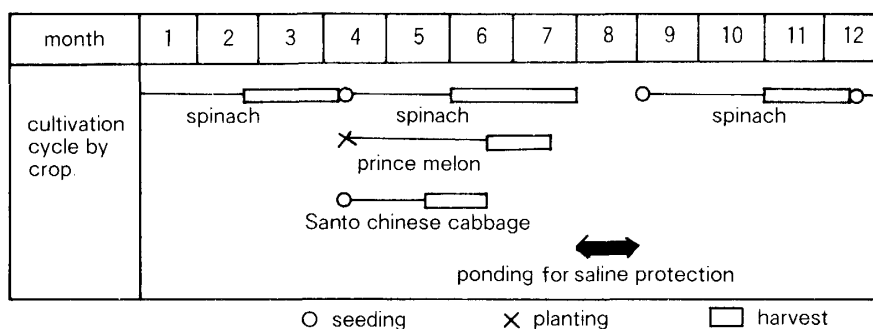 month 1 2 3 4 5 6 7 8 9 10 11 12
spinach spinach spinach
cultivation
cycle by
crop.
prince melon
Santo chinese cabbage
ponding for saline protection
seeding planting harvest